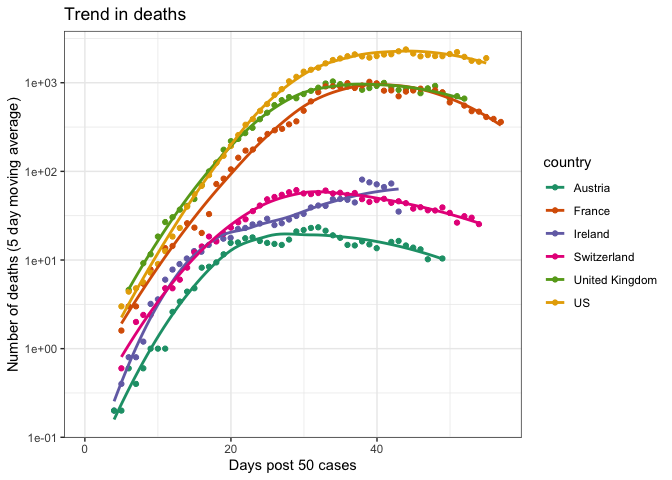 Trend in deaths
Number of deaths (5 day moving average)
1e+03
1e+02
1e+01
1e+00
1e-01
0
20
40
Days post 50 cases
country
Austria
France
Ireland
Switzerland
United Kingdom
US